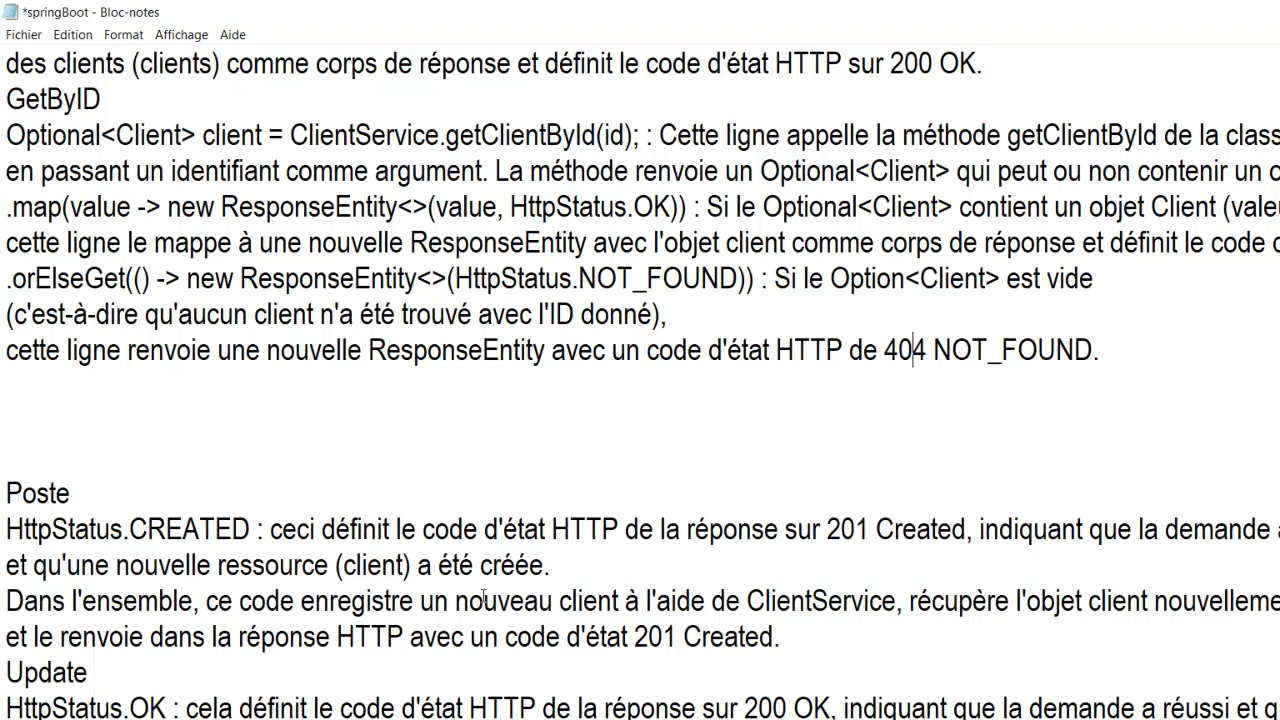 *springBoot - Bloc-notes
Fichier Edition Format Affichage Aide
des clients (clients) comme corps de réponse et définit le code d'état HTTP sur 200 OK.
GetByID
Optional<Client> client = ClientService.getClientById(id); : Cette ligne appelle la méthode getClientById de la class
en passant un identifiant comme argument. La méthode renvoie un Optional<Client> qui peut ou non contenir un
.map(value -> new ResponseEntity<>(value, HttpStatus.OK)) : Si le Optional<Client> contient un objet Client (vale
cette ligne le mappe à une nouvelle ResponseEntity avec l'objet client comme corps de réponse et définit le code
.orElseGet(() -> new ResponseEntity<>(HttpStatus.NOT_FOUND)) : Si le Option<Client> est vide
(c'est-à-dire qu'aucun client n'a été trouvé avec l'ID donné),
cette ligne renvoie une nouvelle ResponseEntity avec un code d'état HTTP de 404 NOT_FOUND.
Poste
HttpStatus.CREATED : ceci définit le code d'état HTTP de la réponse sur 201 Created, indiquant que la demande
et qu'une nouvelle ressource (client) a été créée.
Dans l'ensemble, ce code enregistre un nouveau client à l'aide de ClientService, récupère l'objet client nouvelleme
et le renvoie dans la réponse HTTP avec un code d'état 201 Created.
Update
HttpStatus.OK : cela définit le code d'état HTTP de la réponse sur 200 OK, indiquant que la demande a réussi et q